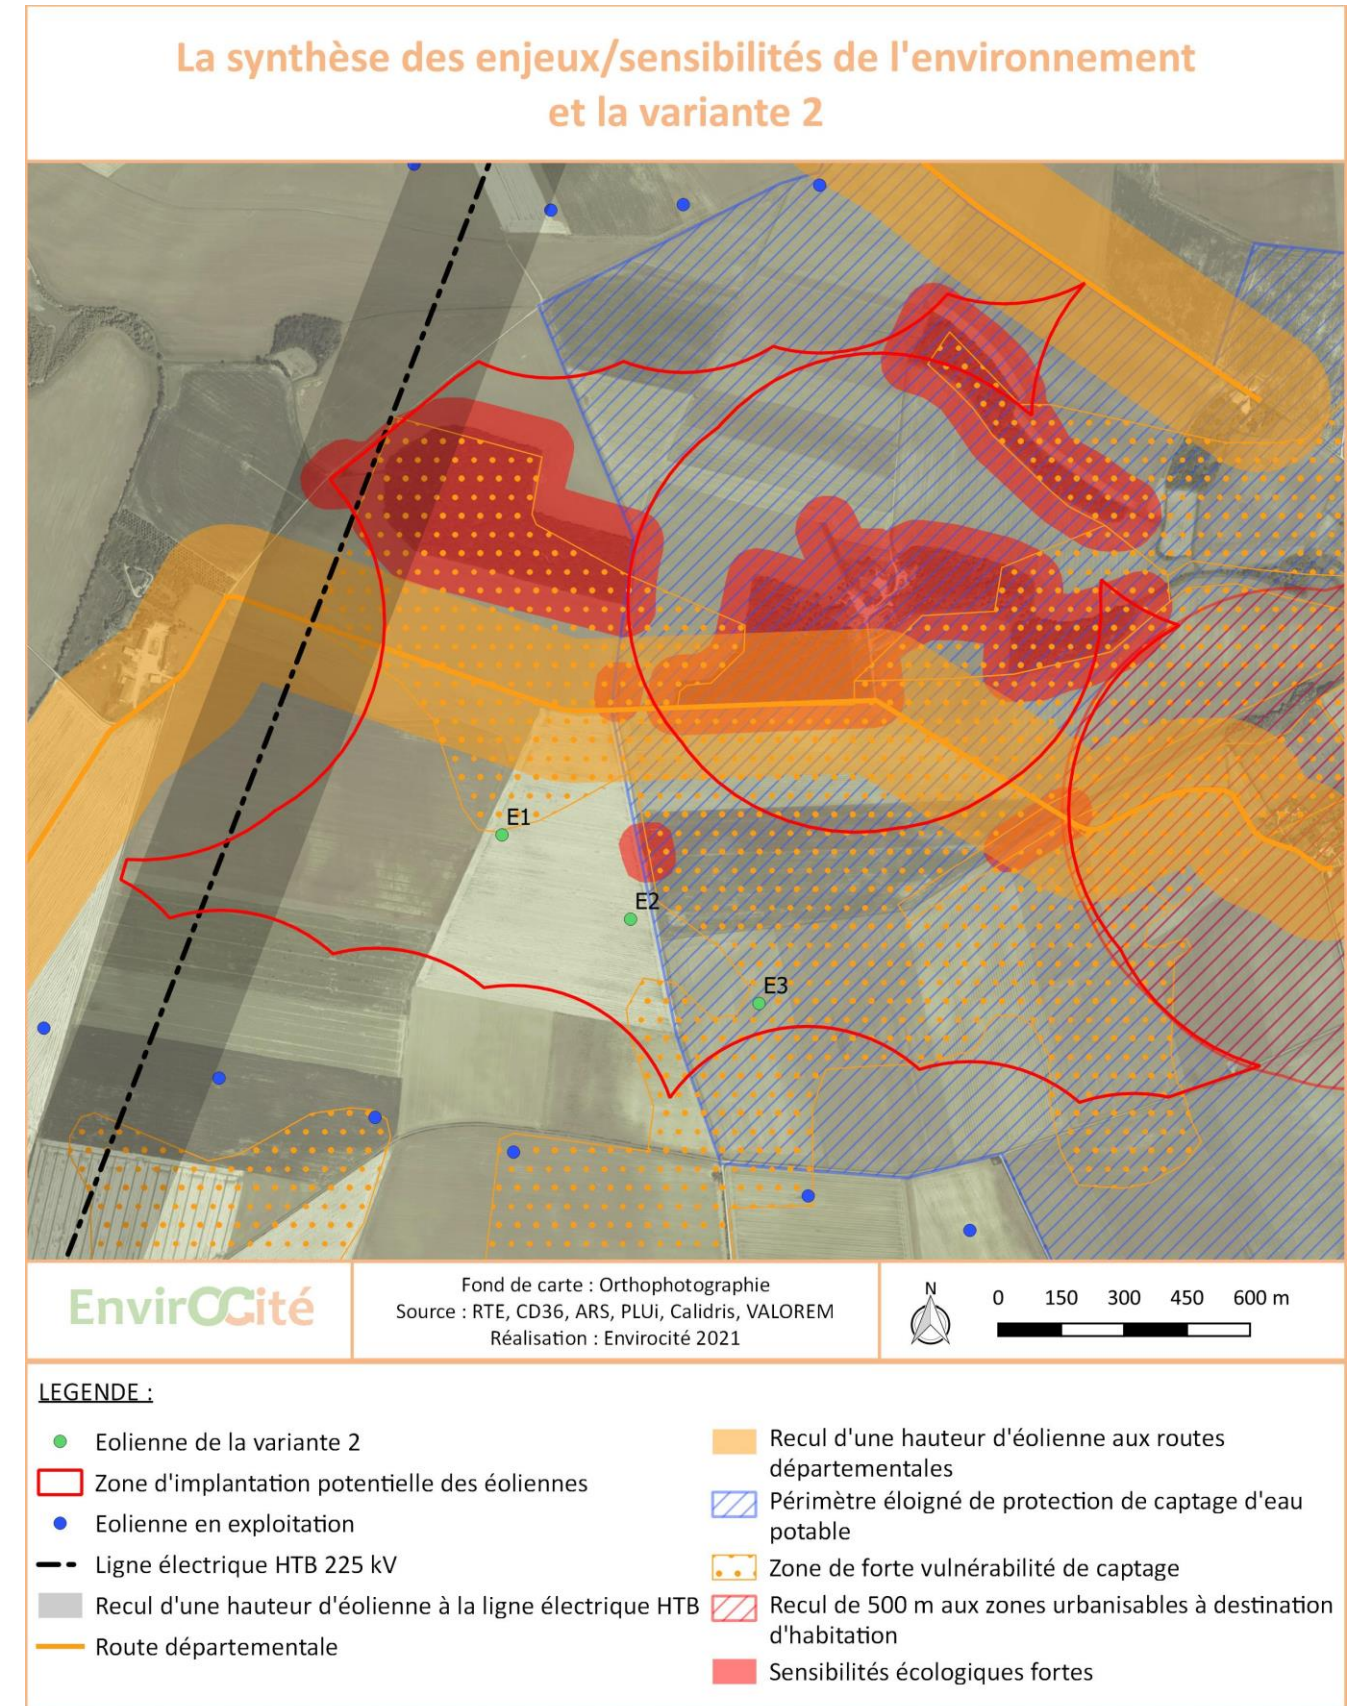 La synthèse des enjeux/sensibilités de l'environnement
et la variante 2
E1
E2
E3
EnvirOCité
Fond de carte : Orthophotographie
Source : RTE, CD36, ARS, PLUi, Calidris, VALOREM
Réalisation : Envirocité 2021
N
0 150 300 450 600 m
LEGENDE :
Eolienne de la variante 2
Zone d'implantation potentielle des éoliennes
Eolienne en exploitation
Ligne électrique HTB 225 kV
Recul d'une hauteur d'éolienne à la ligne électrique HTB
Route départementale
Recul d'une hauteur d'éolienne aux routes
départementales
Périmètre éloigné de protection de captage d'eau
potable
Zone de forte vulnérabilité de captage
Recul de 500 m aux zones urbanisables à destination
d'habitation
Sensibilités écologiques fortes